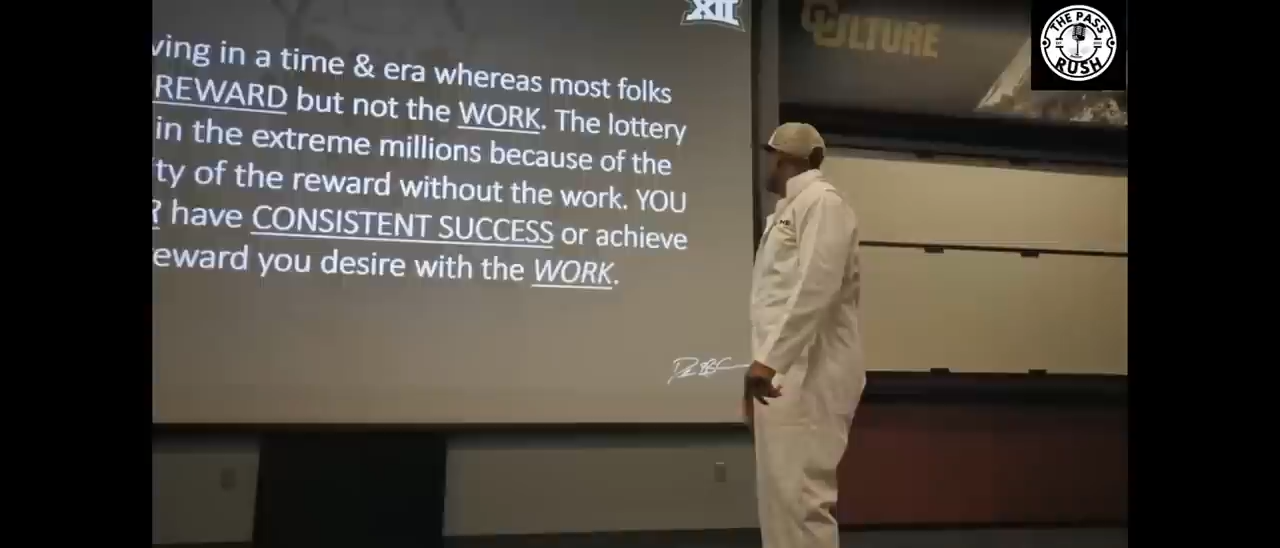 XII
ving in a time & era whereas most folks
REWARD but not the WORK. The lottery
in the extreme millions because of the
ty of the reward without the work. YOU
R have CONSISTENT SUCCESS or achieve
eward you desire with the WORK.
CULTURE
THE PASS
RUSH